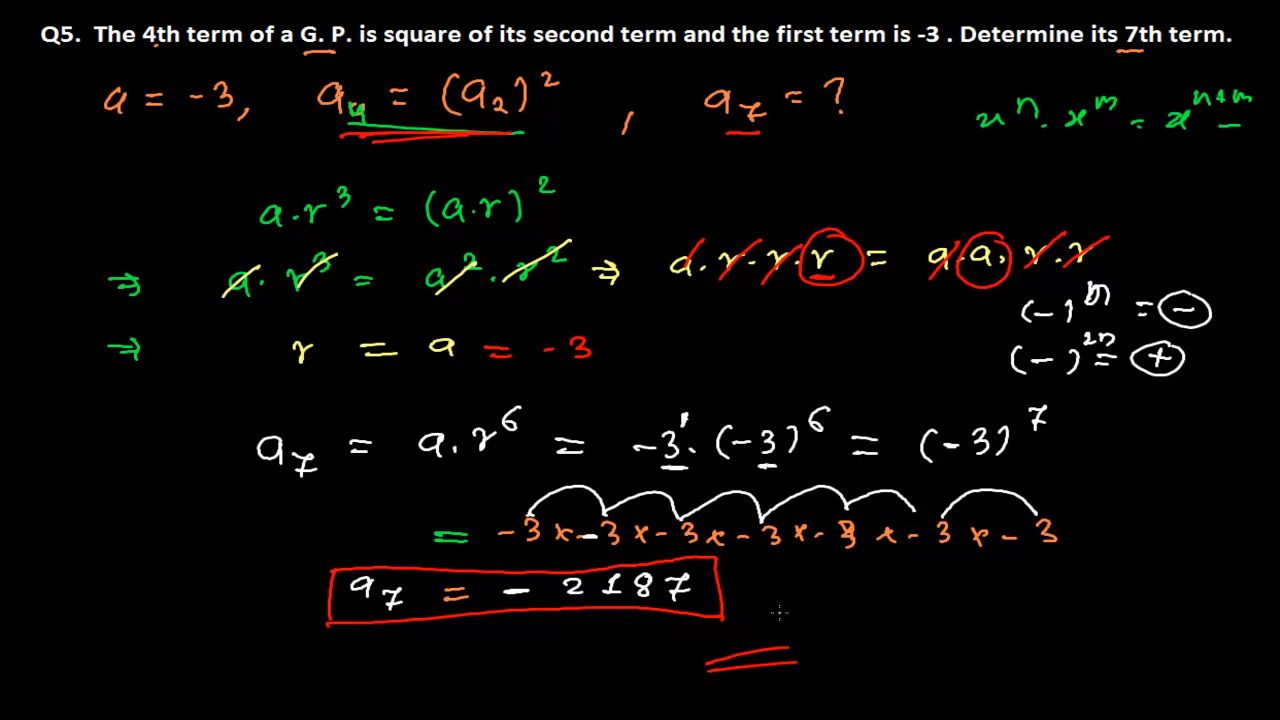 Q5. The 4th term of a G. P. is square of its second term and the first term is -3 . Determine its 7th term.
a = -3, a₄ = (a₂)² , a₇ = ? xⁿ . xᵐ = xⁿ⁺ᵐ
a.r³ = (a.r)²
⇒ a. r³ = a². r² ⇒ a.r.r.r = a.a.r.r
(-)ⁿ = -
⇒ r = a = -3 (-)²ⁿ = +
a₇ = a.r⁶ = -3¹. (-3)⁶ = (-3)⁷
= -3 x -3 x -3 x -3 x -3 x -3 x -3
a₇ = - 2187